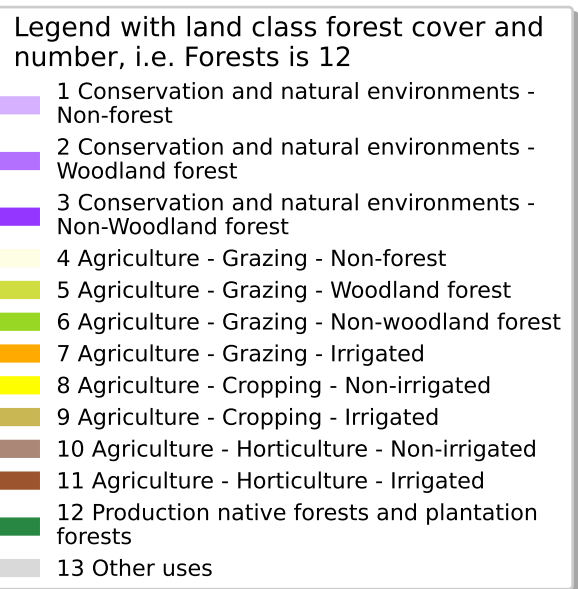 Legend with land class forest cover and
number, i.e. Forests is 12
1 Conservation and natural environments -
Non-forest
2 Conservation and natural environments -
Woodland forest
3 Conservation and natural environments -
Non-Woodland forest
4 Agriculture - Grazing - Non-forest
5 Agriculture - Grazing - Woodland forest
6 Agriculture - Grazing - Non-woodland forest
7 Agriculture - Grazing - Irrigated
8 Agriculture - Cropping - Non-irrigated
9 Agriculture - Cropping - Irrigated
10 Agriculture - Horticulture - Non-irrigated
11 Agriculture - Horticulture - Irrigated
12 Production native forests and plantation
forests
13 Other uses